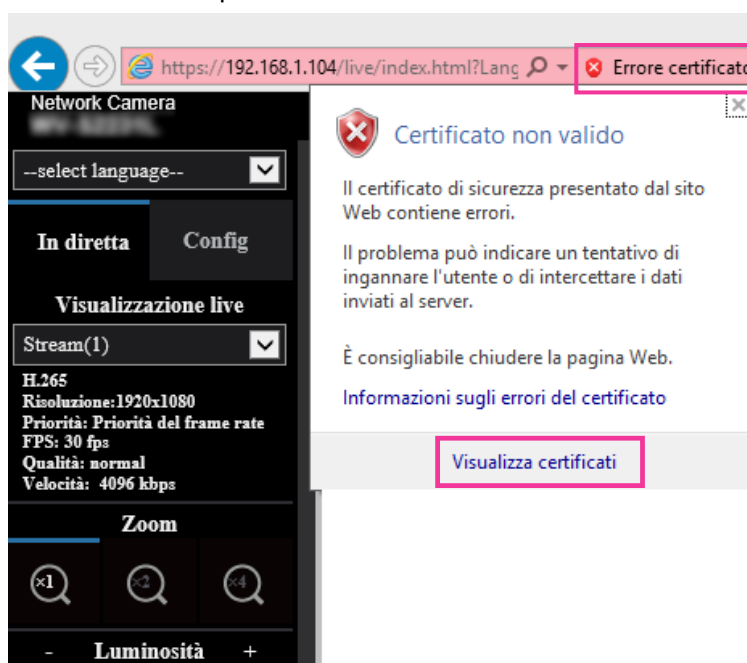 https://192.168.1.104/live/index.html?Lang
Errore certificato
Network Camera
--select language--
In diretta
Config
Visualizzazione live
Stream(1)
H.265
Risoluzione:1920x1080
Priorità: Priorità del frame rate
FPS: 30 fps
Qualità: normal
Velocità: 4096 kbps
Zoom
x1
x2
x4
- Luminosità +
Certificato non valido
Il certificato di sicurezza presentato dal sito
Web contiene errori.
Il problema può indicare un tentativo di
ingannare l'utente o di intercettare i dati
inviati al server.
È consigliabile chiudere la pagina Web.
Informazioni sugli errori del certificato
Visualizza certificati